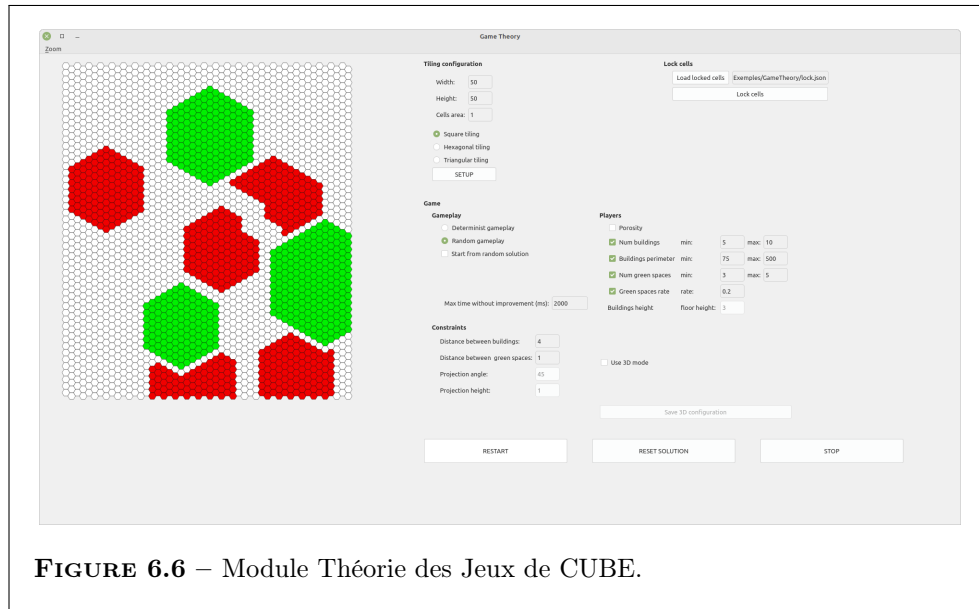 Game Theory
Zoom
Tiling configuration
Width: 50
Height: 50
Cells area: 1
Square tiling
Hexagonal tiling
Triangular tiling
SETUP
Lock cells
Load locked cells Exemples/GameTheory/lock.json
Lock cells
Game
Gameplay
Determinist gameplay
Random gameplay
Start from random solution
Max time without improvement (ms): 2000
Players
Porosity
Num buildings min: 5 max: 10
Buildings perimeter min: 75 max: 500
Num green spaces min: 3 max: 5
Green spaces rate rate: 0.2
Buildings height floor height: 3
Constraints
Distance between buildings: 4
Distance between green spaces: 1
Projection angle: 45
Projection height: 1
Use 3D mode
Save 3D configuration
RESTART RESET SOLUTION STOP
FIGURE 6.6 – Module Théorie des Jeux de CUBE.